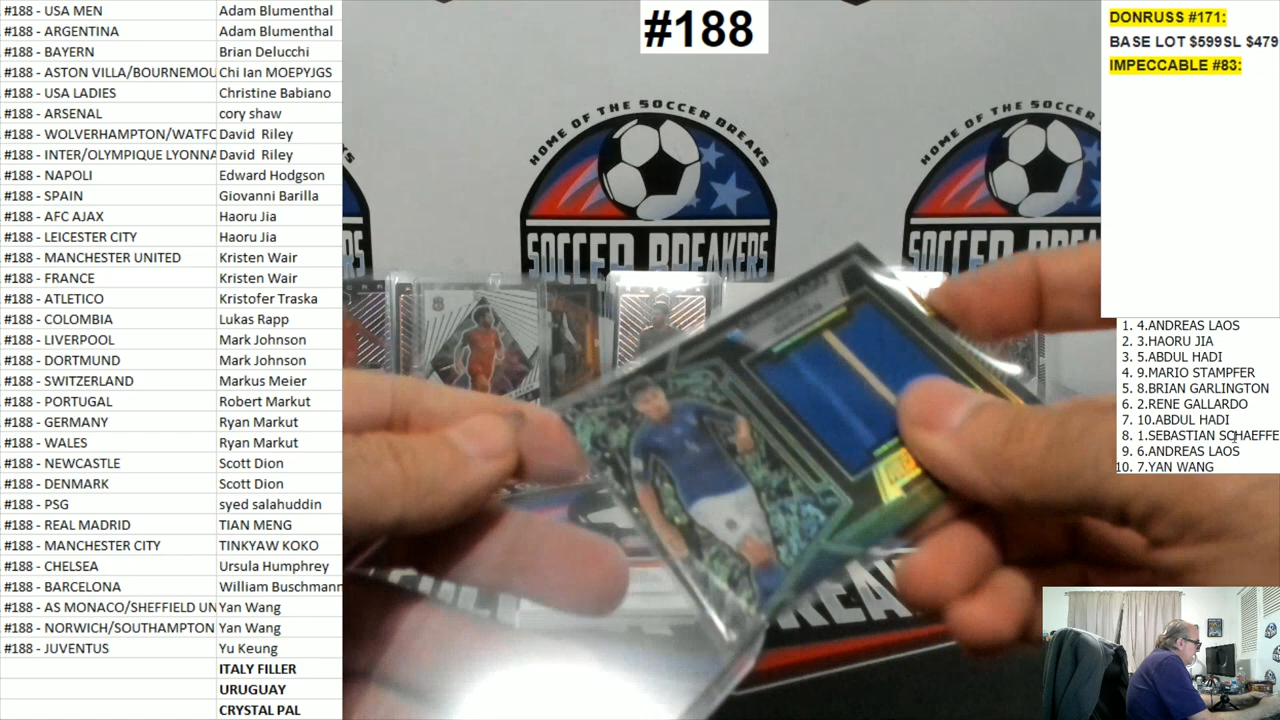 #188 - USA MEN Adam Blumenthal
#188 - ARGENTINA Adam Blumenthal
#188 - BAYERN Brian Delucchi
#188 - ASTON VILLA/BOURNEMOU Chi Ian MOEPYJGS
#188 - USA LADIES Christine Babiano
#188 - ARSENAL cory shaw
#188 - WOLVERHAMPTON/WATFO David Riley
#188 - INTER/OLYMPIQUE LYONNA David Riley
#188 - NAPOLI Edward Hodgson
#188 - SPAIN Giovanni Barilla
#188 - AFC AJAX Haoru Jia
#188 - LEICESTER CITY Haoru Jia
#188 - MANCHESTER UNITED Kristen Wair
#188 - FRANCE Kristen Wair
#188 - ATLETICO Kristofer Traska
#188 - COLOMBIA Lukas Rapp
#188 - LIVERPOOL Mark Johnson
#188 - DORTMUND Mark Johnson
#188 - SWITZERLAND Markus Meier
#188 - PORTUGAL Robert Markut
#188 - GERMANY Ryan Markut
#188 - WALES Ryan Markut
#188 - NEWCASTLE Scott Dion
#188 - DENMARK Scott Dion
#188 - PSG syed salahuddin
#188 - REAL MADRID TIAN MENG
#188 - MANCHESTER CITY TINKYAW KOKO
#188 - CHELSEA Ursula Humphrey
#188 - BARCELONA William Buschmann
#188 - AS MONACO/SHEFFIELD UN Yan Wang
#188 - NORWICH/SOUTHAMPTON Yan Wang
#188 - JUVENTUS Yu Keung
ITALY FILLER
URUGUAY
CRYSTAL PAL
#188
HOME OF THE SOCCER BREAKS
SOCCER BREAKERS
HOME OF THE SOCCER
SOCCER BREAKERS
DONRUSS #171:
BASE LOT $599SL $479
IMPECCABLE #83:
1. 4.ANDREAS LAOS
2. 3.HAORU JIA
3. 5.ABDUL HADI
4. 9.MARIO STAMPFER
5. 8.BRIAN GARLINGTON
6. 2.RENE GALLARDO
7. 10.ABDUL HADI
8. 1.SEBASTIAN SCHAEFFE
9. 6.ANDREAS LAOS
10. 7.YAN WANG